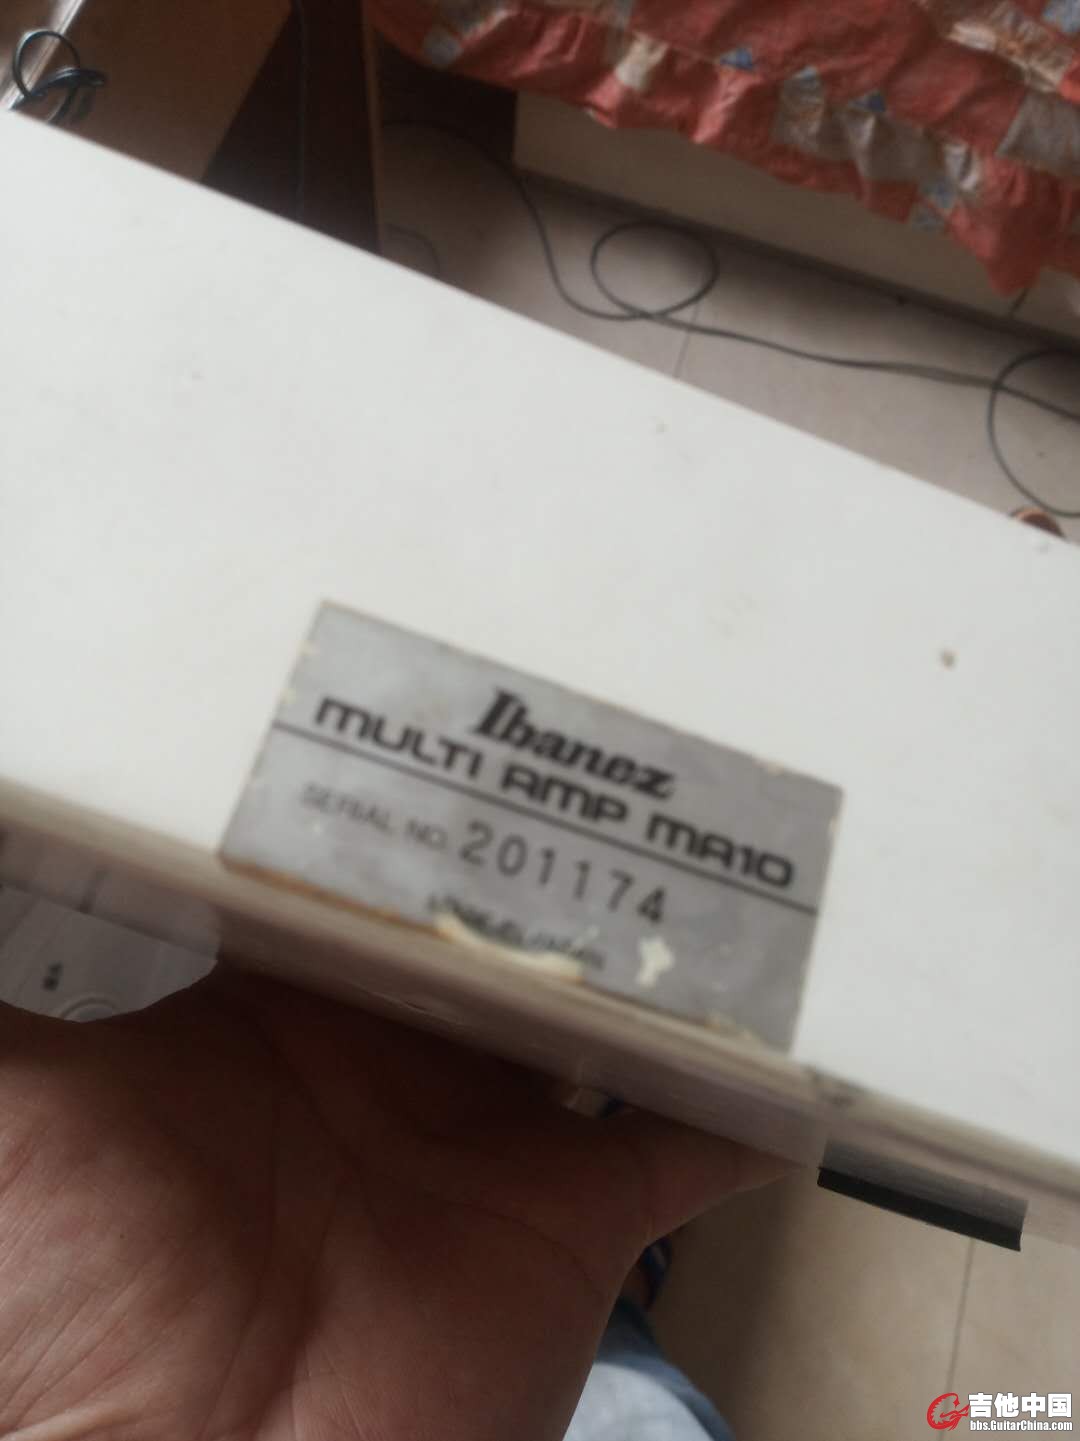 Ibanez
MULTI AMP MA10
SERIAL NO. 201174
吉他中国
bbs.GuitarChina.com